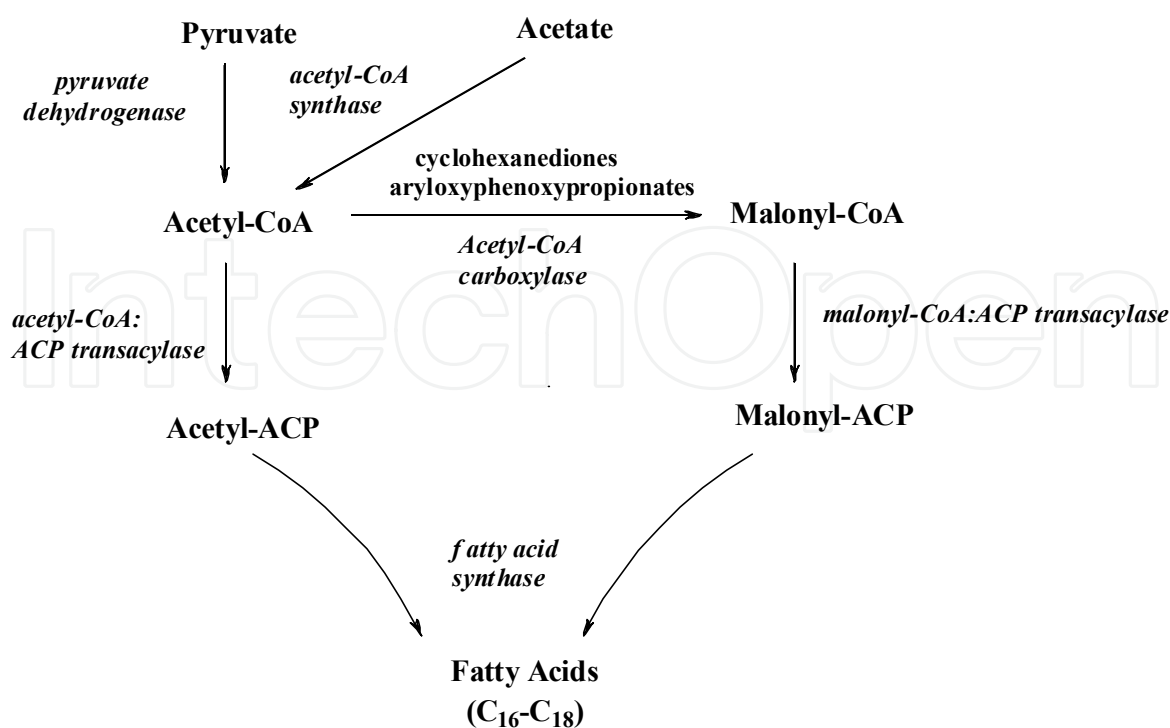 Pyruvate
Acetate
pyruvate
dehydrogenase
acetyl-CoA
synthase
cyclohexanediones
aryloxyphenoxypropionates
Acetyl-CoA
Malonyl-CoA
Acetyl-CoA
carboxylase
acetyl-CoA:
ACP transacylase
malonyl-CoA:ACP transacylase
IntechOpen
Acetyl-ACP
Malonyl-ACP
fatty acid
synthase
Fatty Acids
(C₁₆-C₁₈)